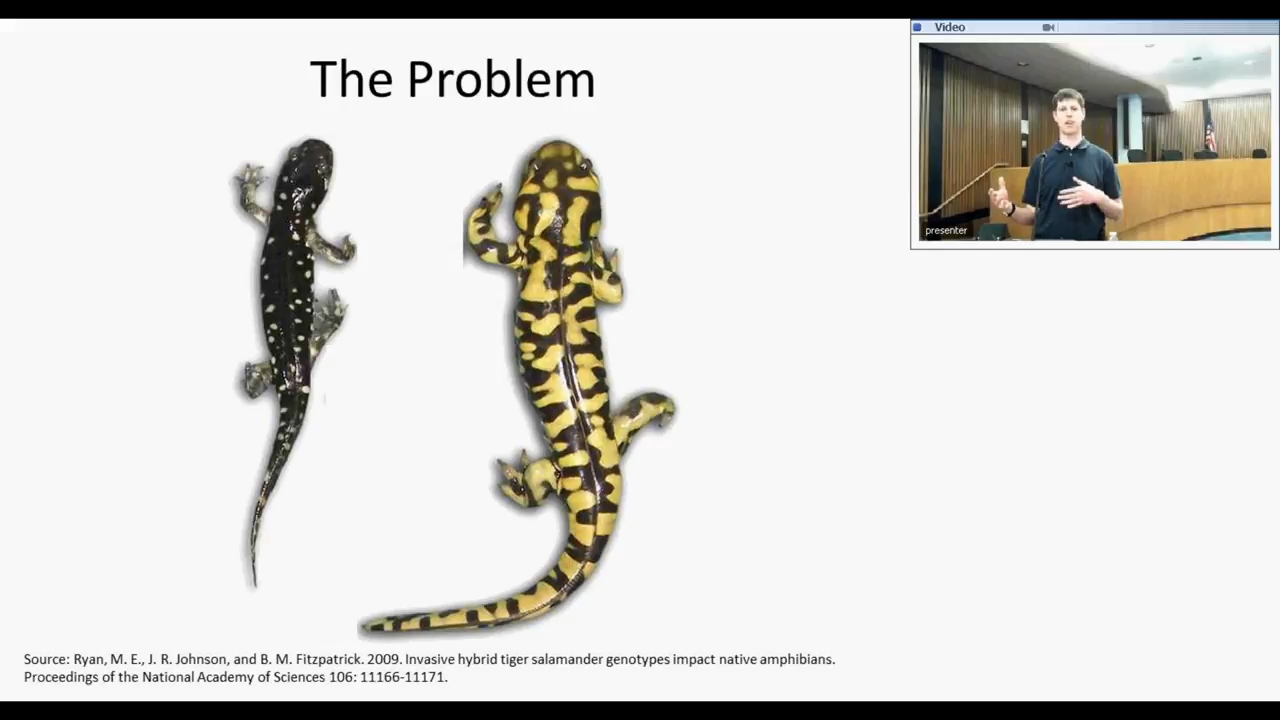 The Problem
Video
presenter
Source: Ryan, M. E., J. R. Johnson, and B. M. Fitzpatrick. 2009. Invasive hybrid tiger salamander genotypes impact native amphibians.
Proceedings of the National Academy of Sciences 106: 11166-11171.